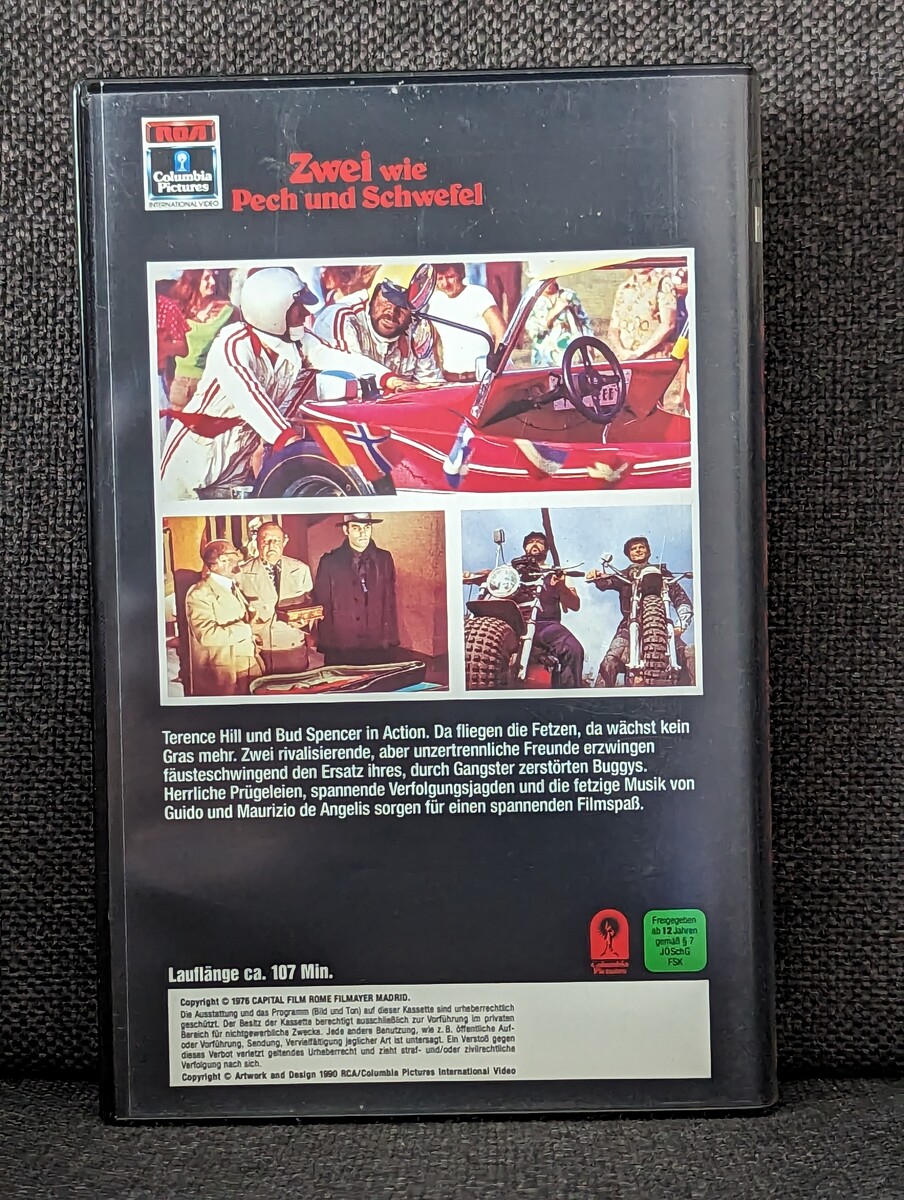 RCA
Columbia
Pictures
INTERNATIONAL VIDEO
Zwei wie
Pech und Schwefel
Terence Hill und Bud Spencer in Action. Da fliegen die Fetzen, da wächst kein
Gras mehr. Zwei rivalisierende, aber unzertrennliche Freunde erzwingen
fäusteschwingend den Ersatz ihres, durch Gangster zerstörten Buggys.
Herrliche Prügeleien, spannende Verfolgungsjagden und die fetzige Musik von
Guido und Maurizio de Angelis sorgen für einen spannenden Filmspaß.
Columbia
Pictures
Freigegeben
ab 12 Jahren
gemäß § 7
JÖSchG
FSK
Lauflänge ca. 107 Min.
Copyright © 1976 CAPITAL FILM ROME FILMAYER MADRID.
Die Ausstattung und das Programm (Bild und Ton) auf dieser Kassette sind urheberrechtlich
geschützt. Der Besitz der Kassette berechtigt ausschließlich zur Vorführung im privaten
Bereich für nichtgewerbliche Zwecke. Jede andere Benutzung, wie z. B. öffentliche Auf-
oder Vorführung, Sendung, Vervielfältigung jeglicher Art ist untersagt. Ein Verstoß gegen
dieses Verbot verletzt geltendes Urheberrecht und zieht straf- und/oder zivilrechtliche
Verfolgung nach sich.
Copyright © Artwork and Design 1990 RCA/Columbia Pictures International Video